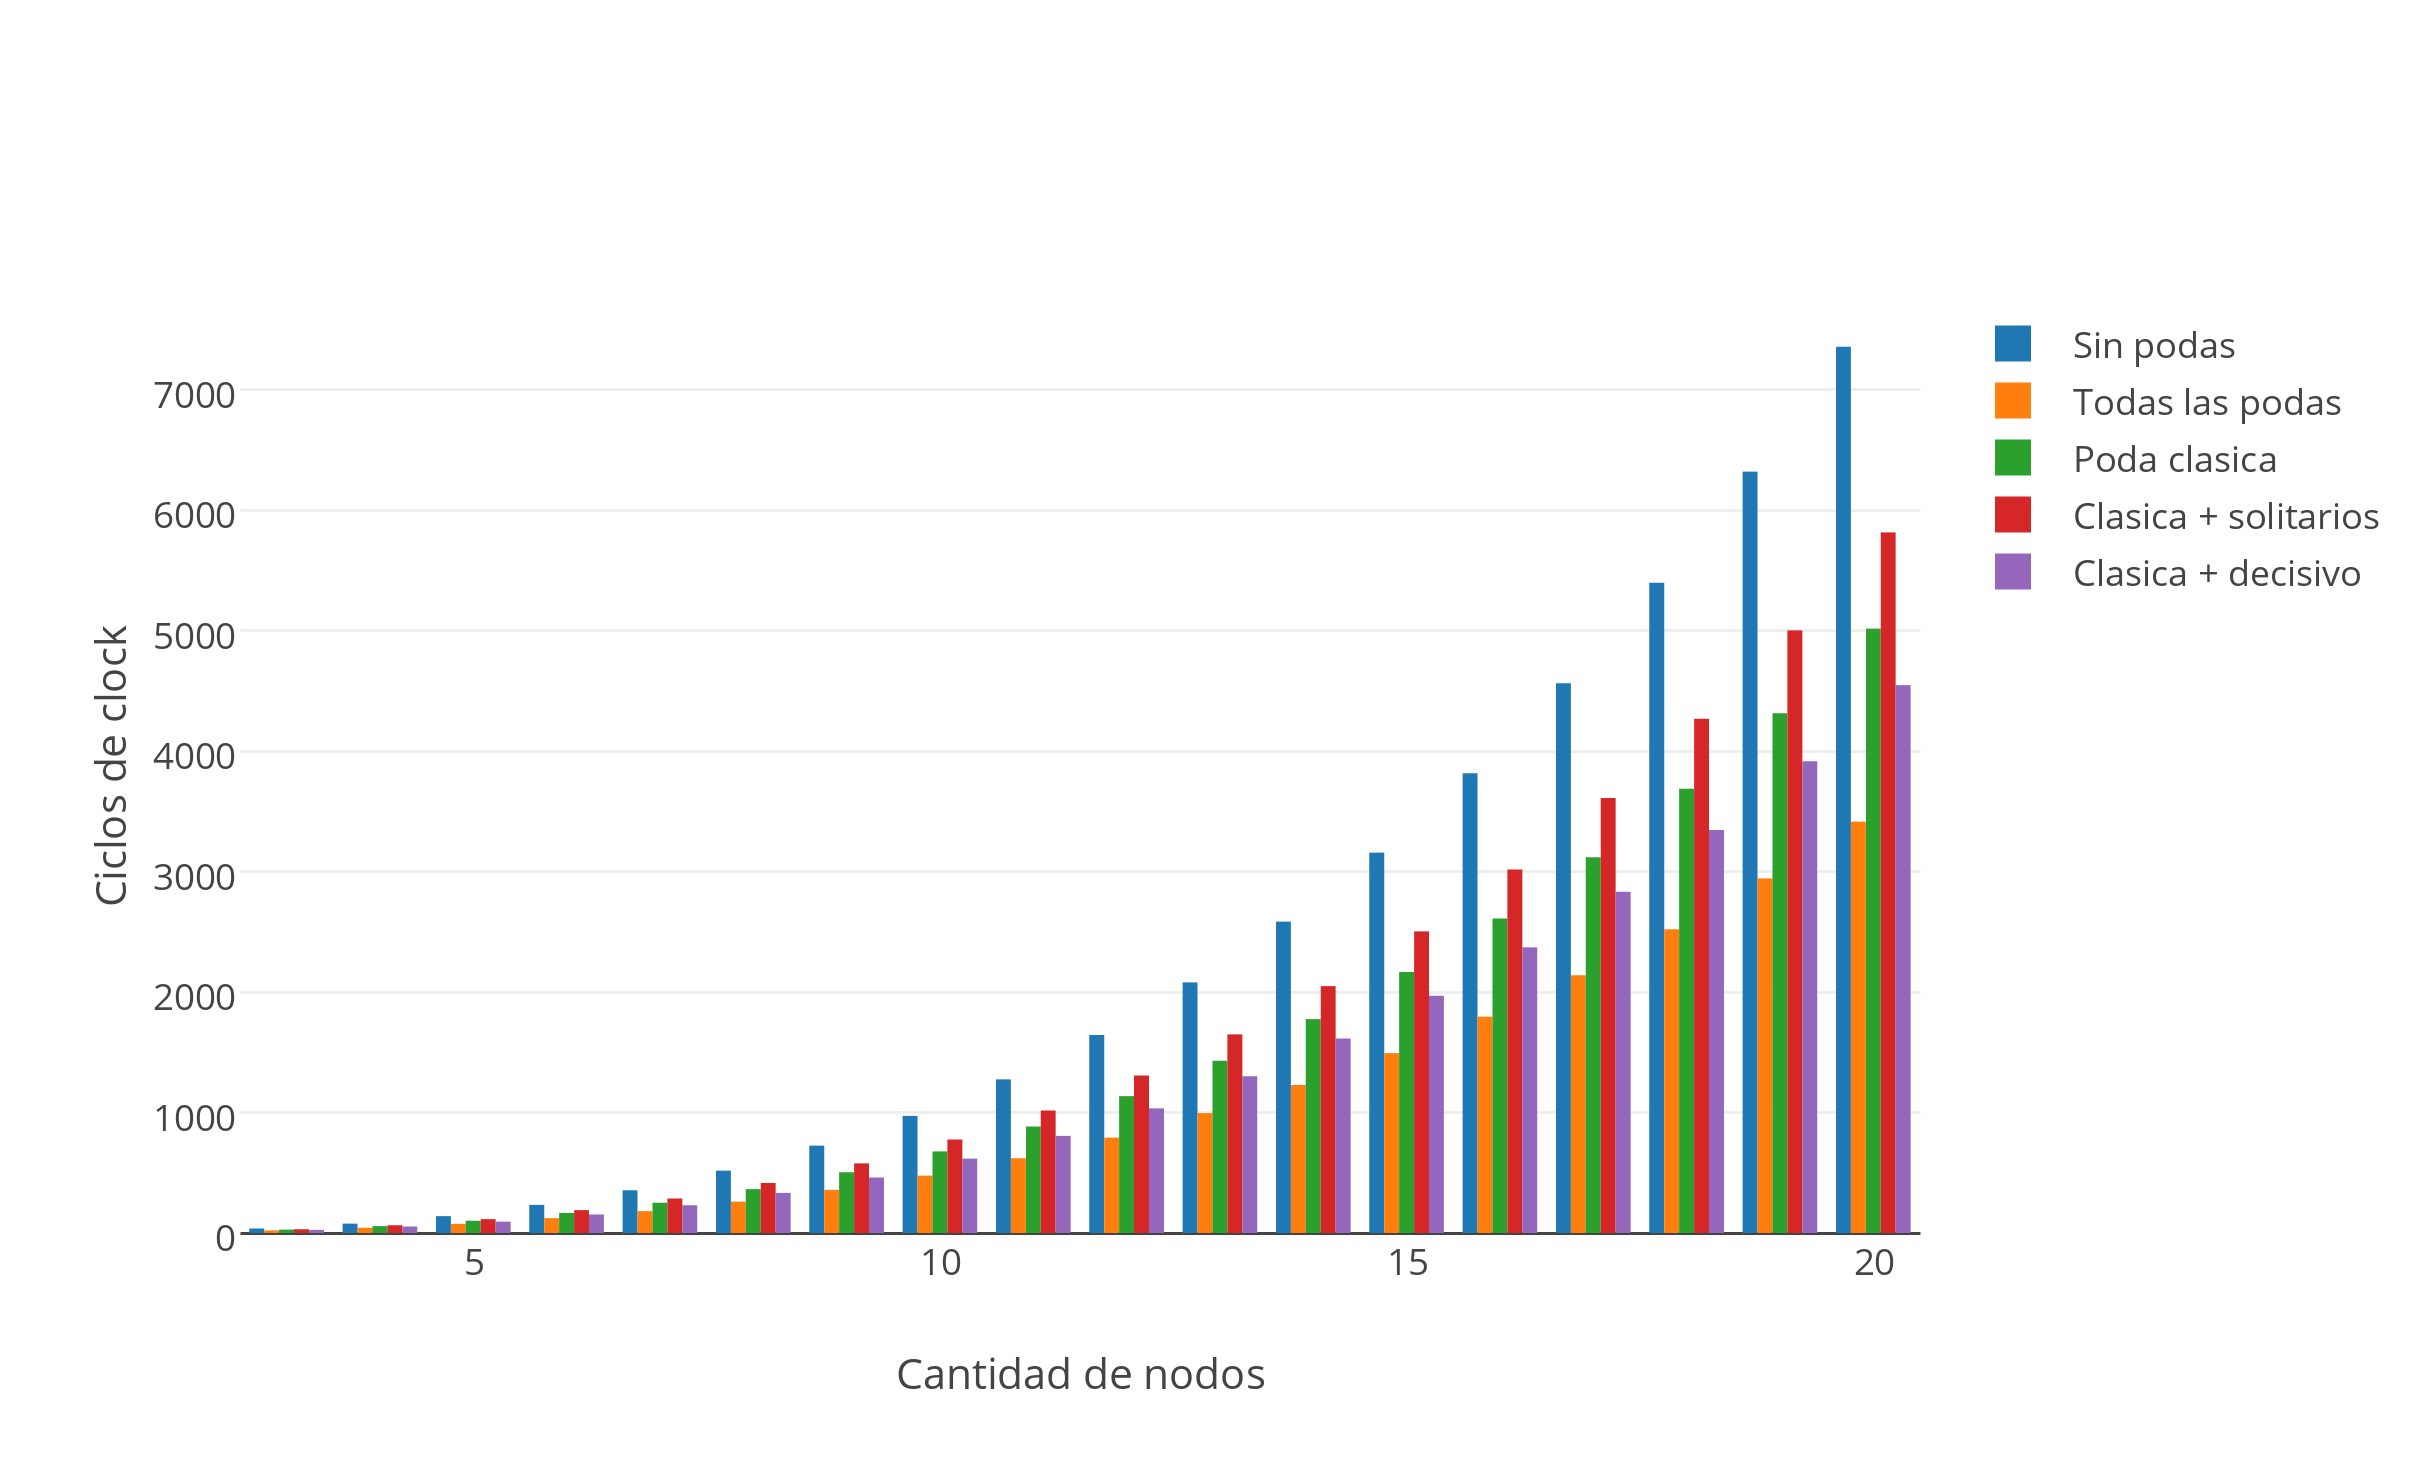 Sin podas
Todas las podas
Poda clasica
Clasica + solitarios
Clasica + decisivo
7000
6000
5000
4000
3000
2000
1000
0
Ciclos de clock
5
10
15
20
Cantidad de nodos